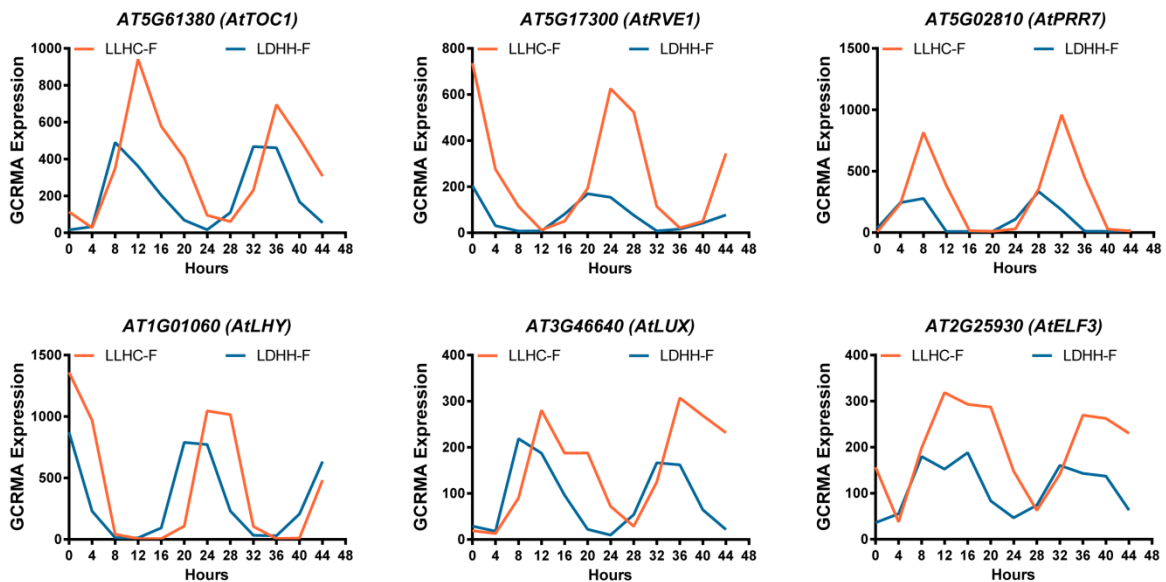 AT5G61380 (AtTOC1)
LLHC-F LDHH-F
GCRMA Expression
1000
800
600
400
200
0
0 4 8 12 16 20 24 28 32 36 40 44 48
Hours
AT5G17300 (AtRVE1)
LLHC-F LDHH-F
GCRMA Expression
800
600
400
200
0
0 4 8 12 16 20 24 28 32 36 40 44 48
Hours
AT5G02810 (AtPRR7)
LLHC-F LDHH-F
GCRMA Expression
1500
1000
500
0
0 4 8 12 16 20 24 28 32 36 40 44 48
Hours
AT1G01060 (AtLHY)
LLHC-F LDHH-F
GCRMA Expression
1500
1000
500
0
0 4 8 12 16 20 24 28 32 36 40 44 48
Hours
AT3G46640 (AtLUX)
LLHC-F LDHH-F
GCRMA Expression
400
300
200
100
0
0 4 8 12 16 20 24 28 32 36 40 44 48
Hours
AT2G25930 (AtELF3)
LLHC-F LDHH-F
GCRMA Expression
400
300
200
100
0
0 4 8 12 16 20 24 28 32 36 40 44 48
Hours